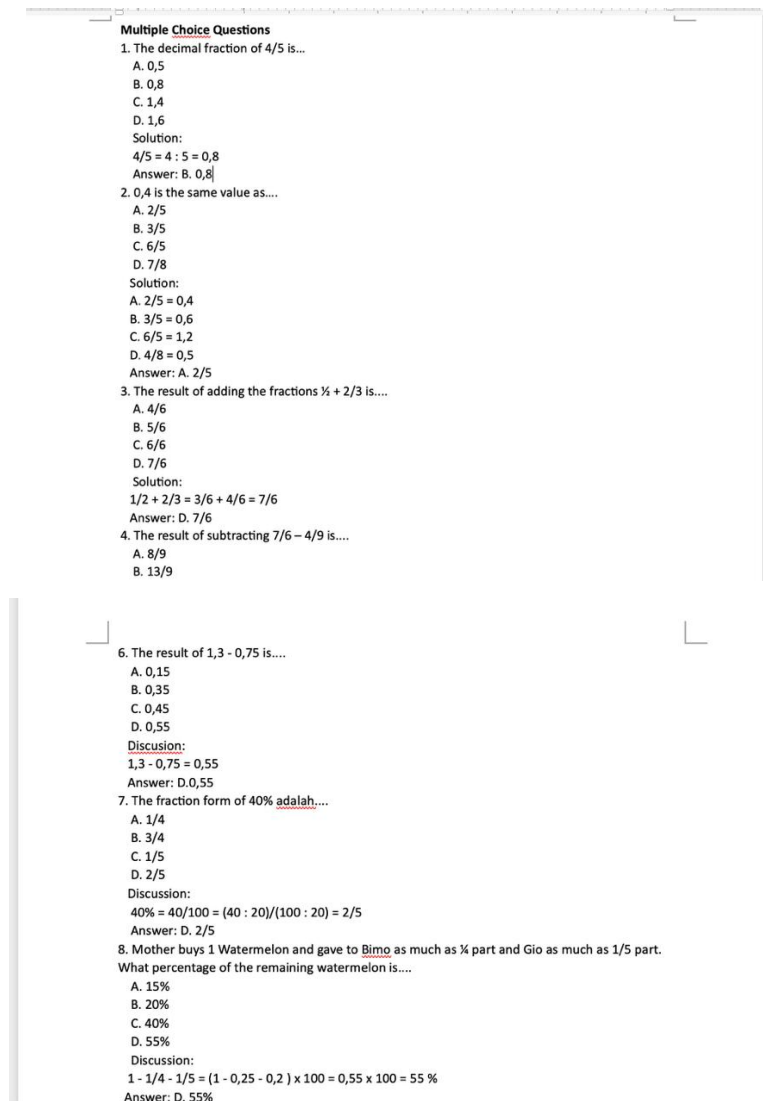 Multiple Choice Questions
1. The decimal fraction of 4/5 is...
A. 0,5
B. 0,8
C. 1,4
D. 1,6
Solution:
4/5 = 4 : 5 = 0,8
Answer: B. 0,8
2. 0,4 is the same value as....
A. 2/5
B. 3/5
C. 6/5
D. 7/8
Solution:
A. 2/5 = 0,4
B. 3/5 = 0,6
C. 6/5 = 1,2
D. 4/8 = 0,5
Answer: A. 2/5
3. The result of adding the fractions ½ + 2/3 is....
A. 4/6
B. 5/6
C. 6/6
D. 7/6
Solution:
1/2 + 2/3 = 3/6 + 4/6 = 7/6
Answer: D. 7/6
4. The result of subtracting 7/6 – 4/9 is....
A. 8/9
B. 13/9
6. The result of 1,3 - 0,75 is....
A. 0,15
B. 0,35
C. 0,45
D. 0,55
Discusion:
1,3 - 0,75 = 0,55
Answer: D.0,55
7. The fraction form of 40% adalah....
A. 1/4
B. 3/4
C. 1/5
D. 2/5
Discussion:
40% = 40/100 = (40 : 20)/(100 : 20) = 2/5
Answer: D. 2/5
8. Mother buys 1 Watermelon and gave to Bimo as much as ¼ part and Gio as much as 1/5 part.
What percentage of the remaining watermelon is....
A. 15%
B. 20%
C. 40%
D. 55%
Discussion:
1 - 1/4 - 1/5 = (1 - 0,25 - 0,2 ) x 100 = 0,55 x 100 = 55 %
Answer: D. 55%